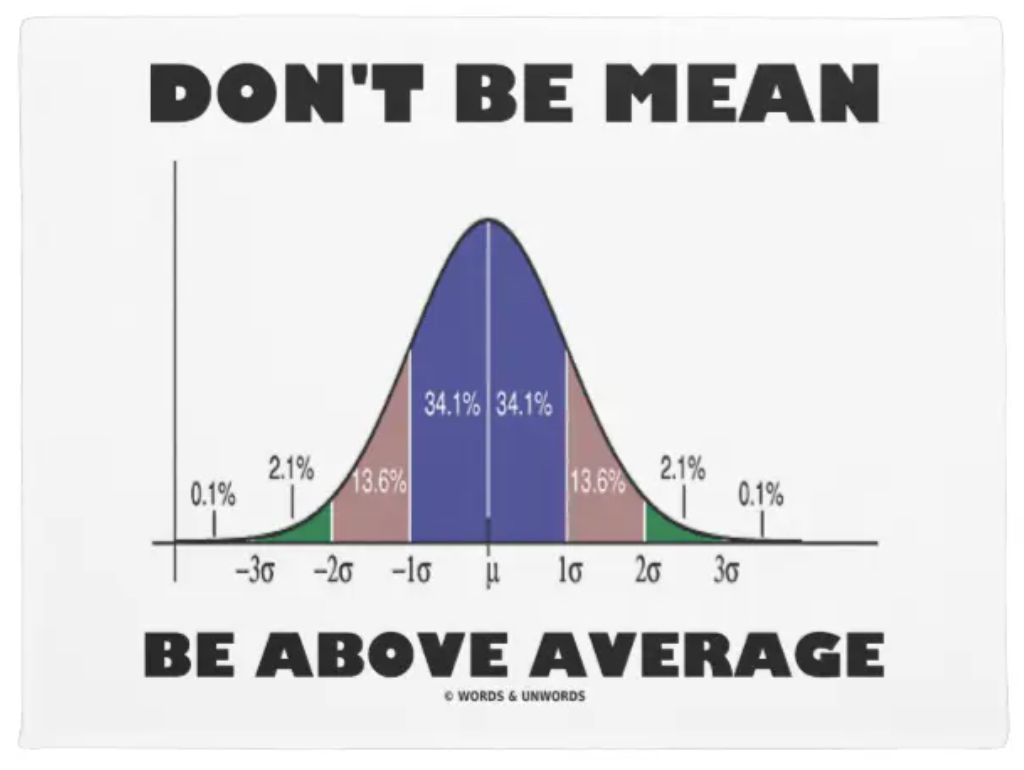 DON'T BE MEAN
34.1% 34.1%
2.1% 13.6% 13.6% 2.1%
0.1% 0.1%
−3σ −2σ −1σ μ 1σ 2σ 3σ
BE ABOVE AVERAGE
© WORDS & UNWORDS